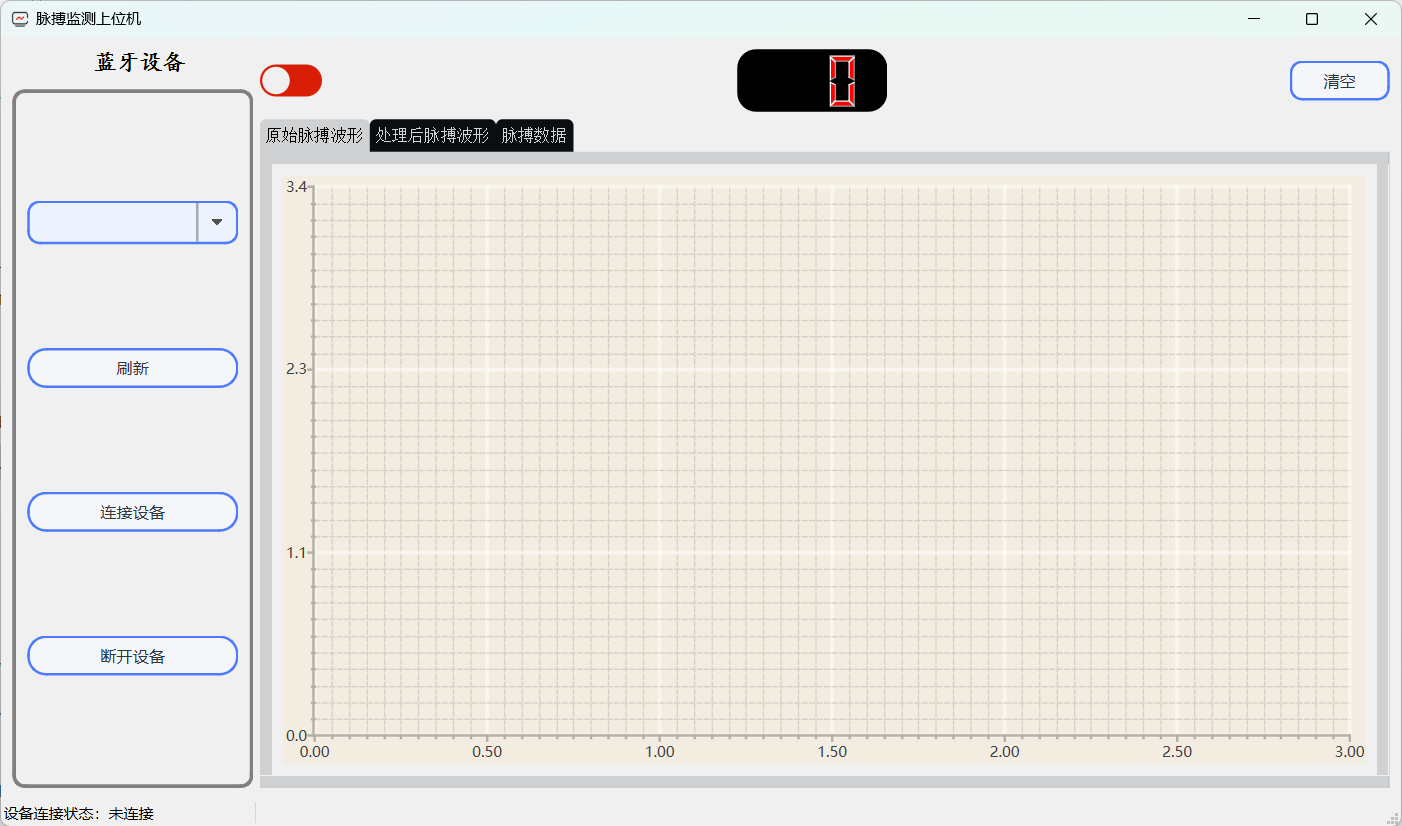 脉搏监测上位机
蓝牙设备
0
清空
原始脉搏波形 处理后脉搏波形 脉搏数据
刷新
连接设备
断开设备
3.4
2.3
1.1
0.0
0.00 0.50 1.00 1.50 2.00 2.50 3.00
设备连接状态：未连接